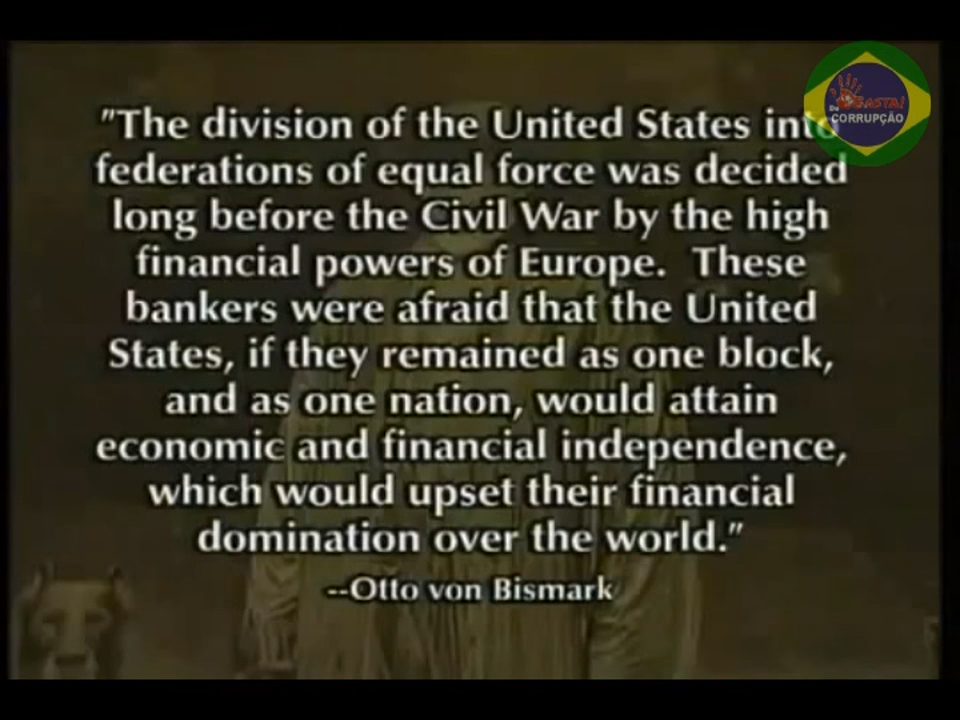 "The division of the United States into
federations of equal force was decided
long before the Civil War by the high
financial powers of Europe. These
bankers were afraid that the United
States, if they remained as one block,
and as one nation, would attain
economic and financial independence,
which would upset their financial
domination over the world."
--Otto von Bismark
BASTA!
De
CORRUPÇÃO